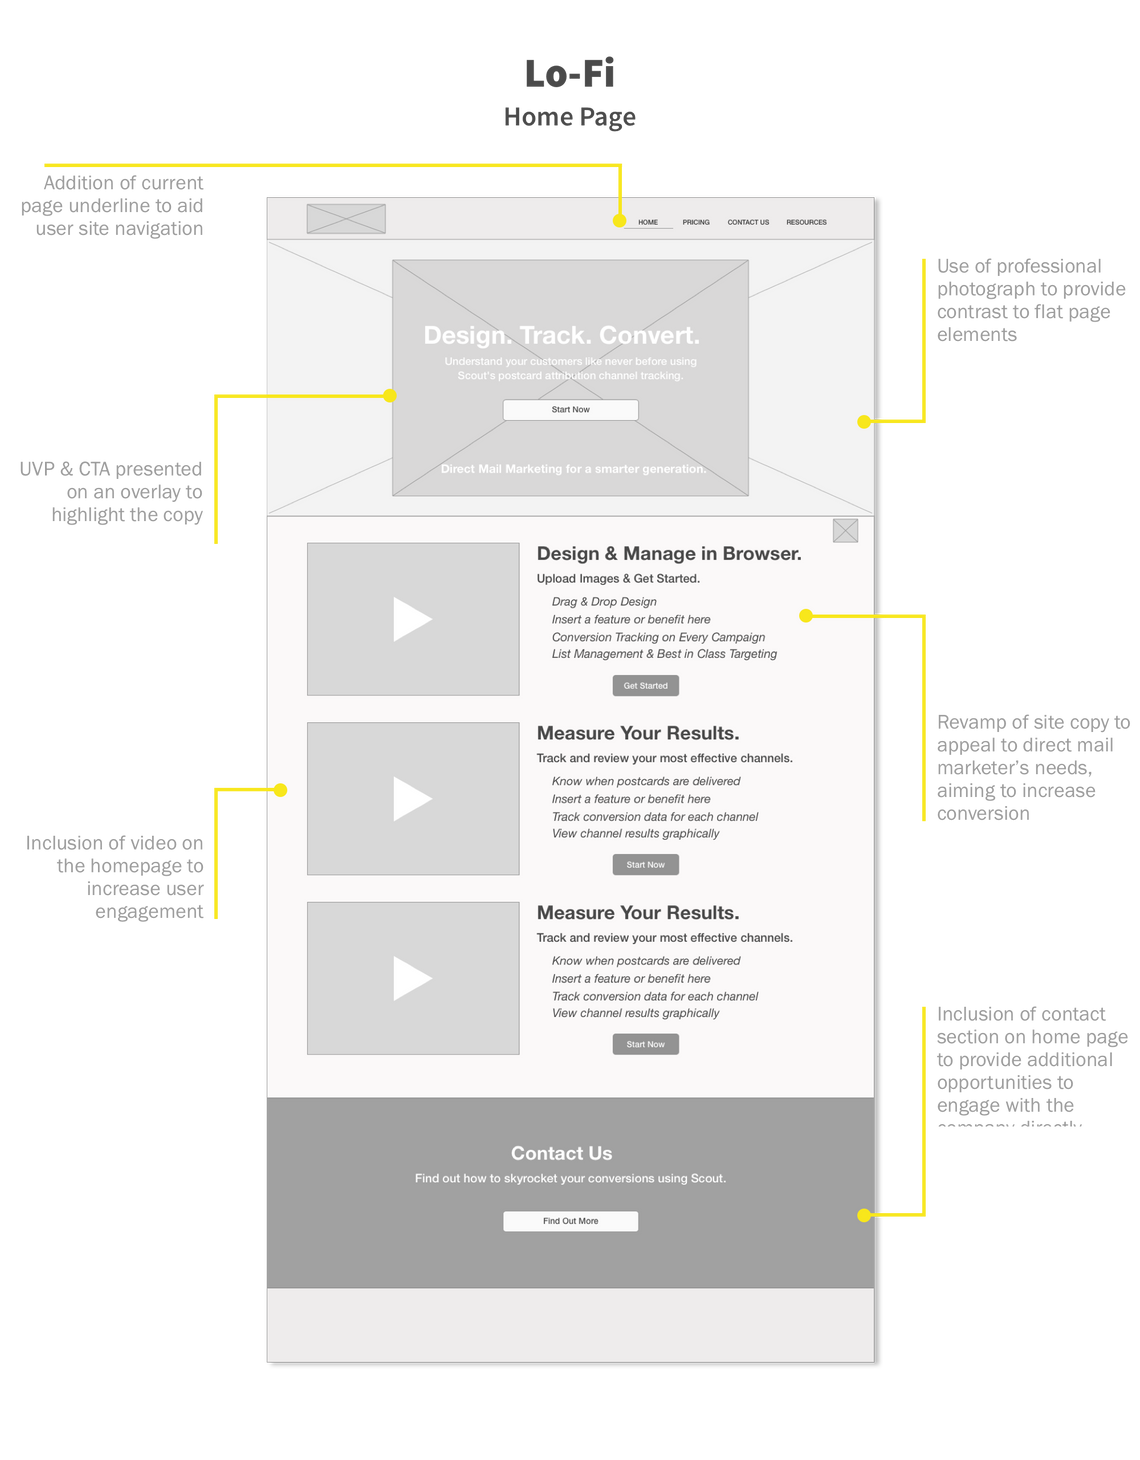 Lo-Fi
Home Page
Addition of current
page underline to aid
user site navigation
HOME PRICING CONTACT US RESOURCES
Use of professional
photograph to provide
contrast to flat page
elements
Design. Track. Convert.
Understand your customers like never before using
Scout's postcard attribution channel tracking.
Start Now
Direct Mail Marketing for a smarter generation.
UVP & CTA presented
on an overlay to
highlight the copy
Design & Manage in Browser.
Upload Images & Get Started.
Drag & Drop Design
Insert a feature or benefit here
Conversion Tracking on Every Campaign
List Management & Best in Class Targeting
Get Started
Revamp of site copy to
appeal to direct mail
marketer's needs,
aiming to increase
conversion
Measure Your Results.
Track and review your most effective channels.
Know when postcards are delivered
Insert a feature or benefit here
Track conversion data for each channel
View channel results graphically
Start Now
Inclusion of video on
the homepage to
increase user
engagement
Measure Your Results.
Track and review your most effective channels.
Know when postcards are delivered
Insert a feature or benefit here
Track conversion data for each channel
View channel results graphically
Start Now
Inclusion of contact
section on home page
to provide additional
opportunities to
engage with the
company directly
Contact Us
Find out how to skyrocket your conversions using Scout.
Find Out More